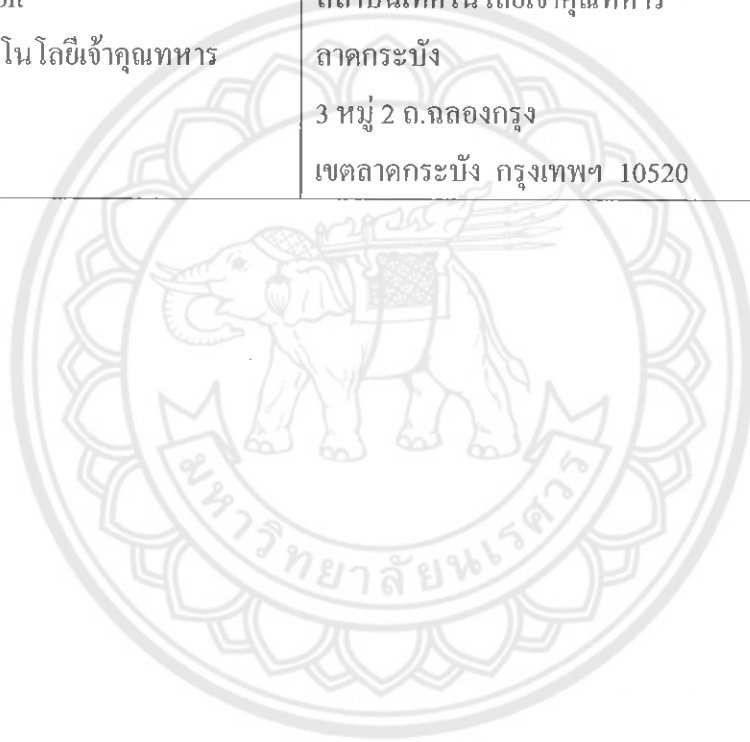 โนโลยีเจ้าคุณทหาร
ลาดกระบัง
3 หมู่ 2 ถ.ฉลองกรุง
เขตลาดกระบัง กรุงเทพฯ 10520
มหาวิทยาลัยนเรศวร